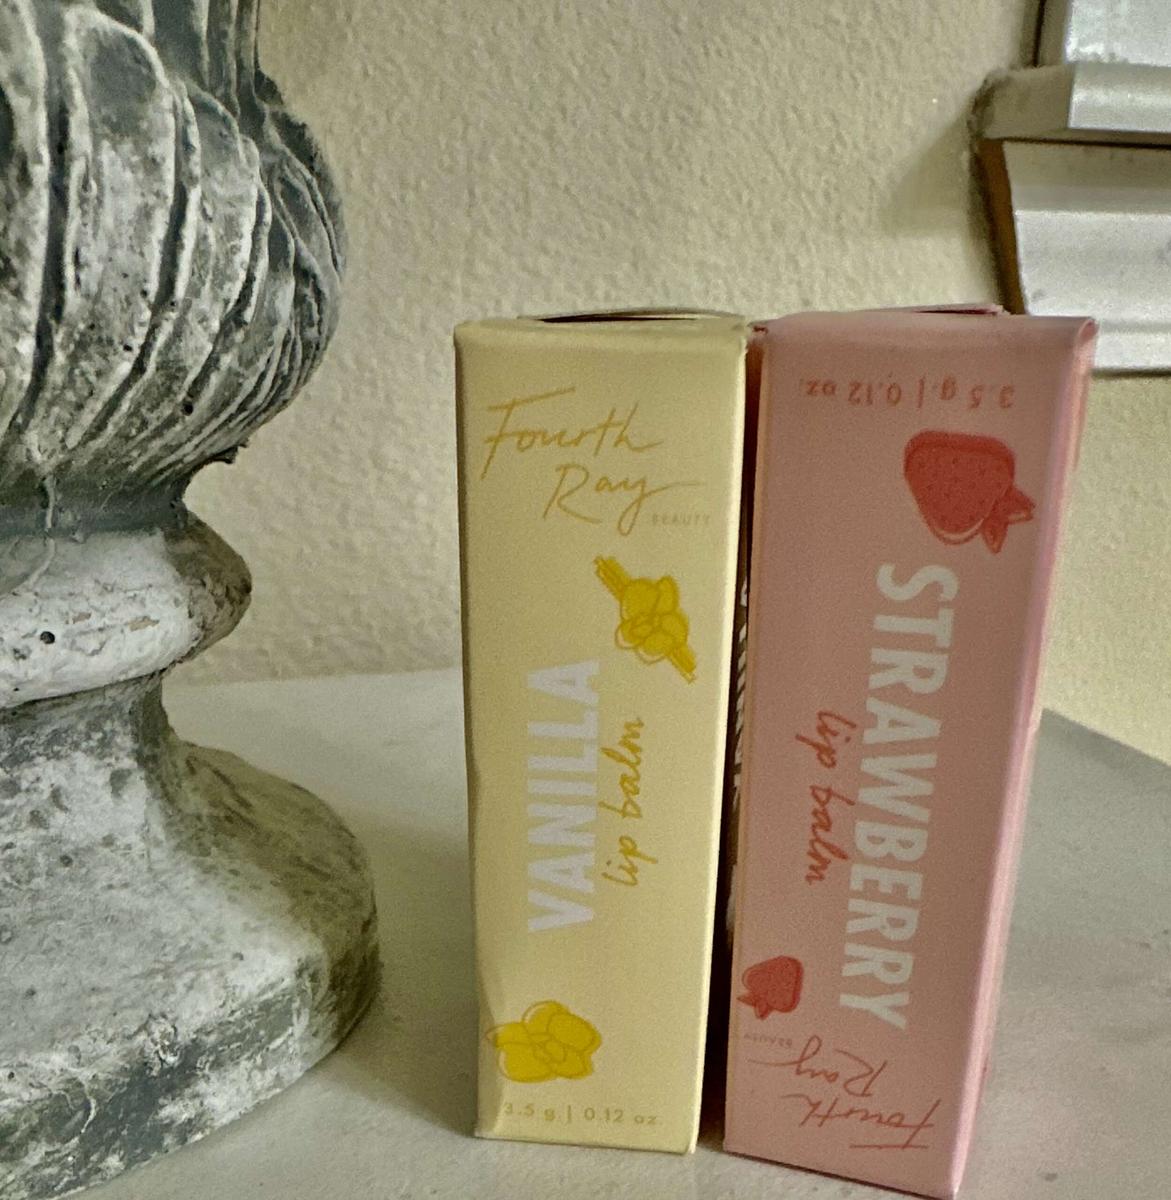 Fourth
Ray
BEAUTY
VANILLA
lip balm
3.5 g | 0.12 oz.
3.5 g. | 0.12 oz.
STRAWBERRY
lip balm
Fourth
Ray
BEAUTY